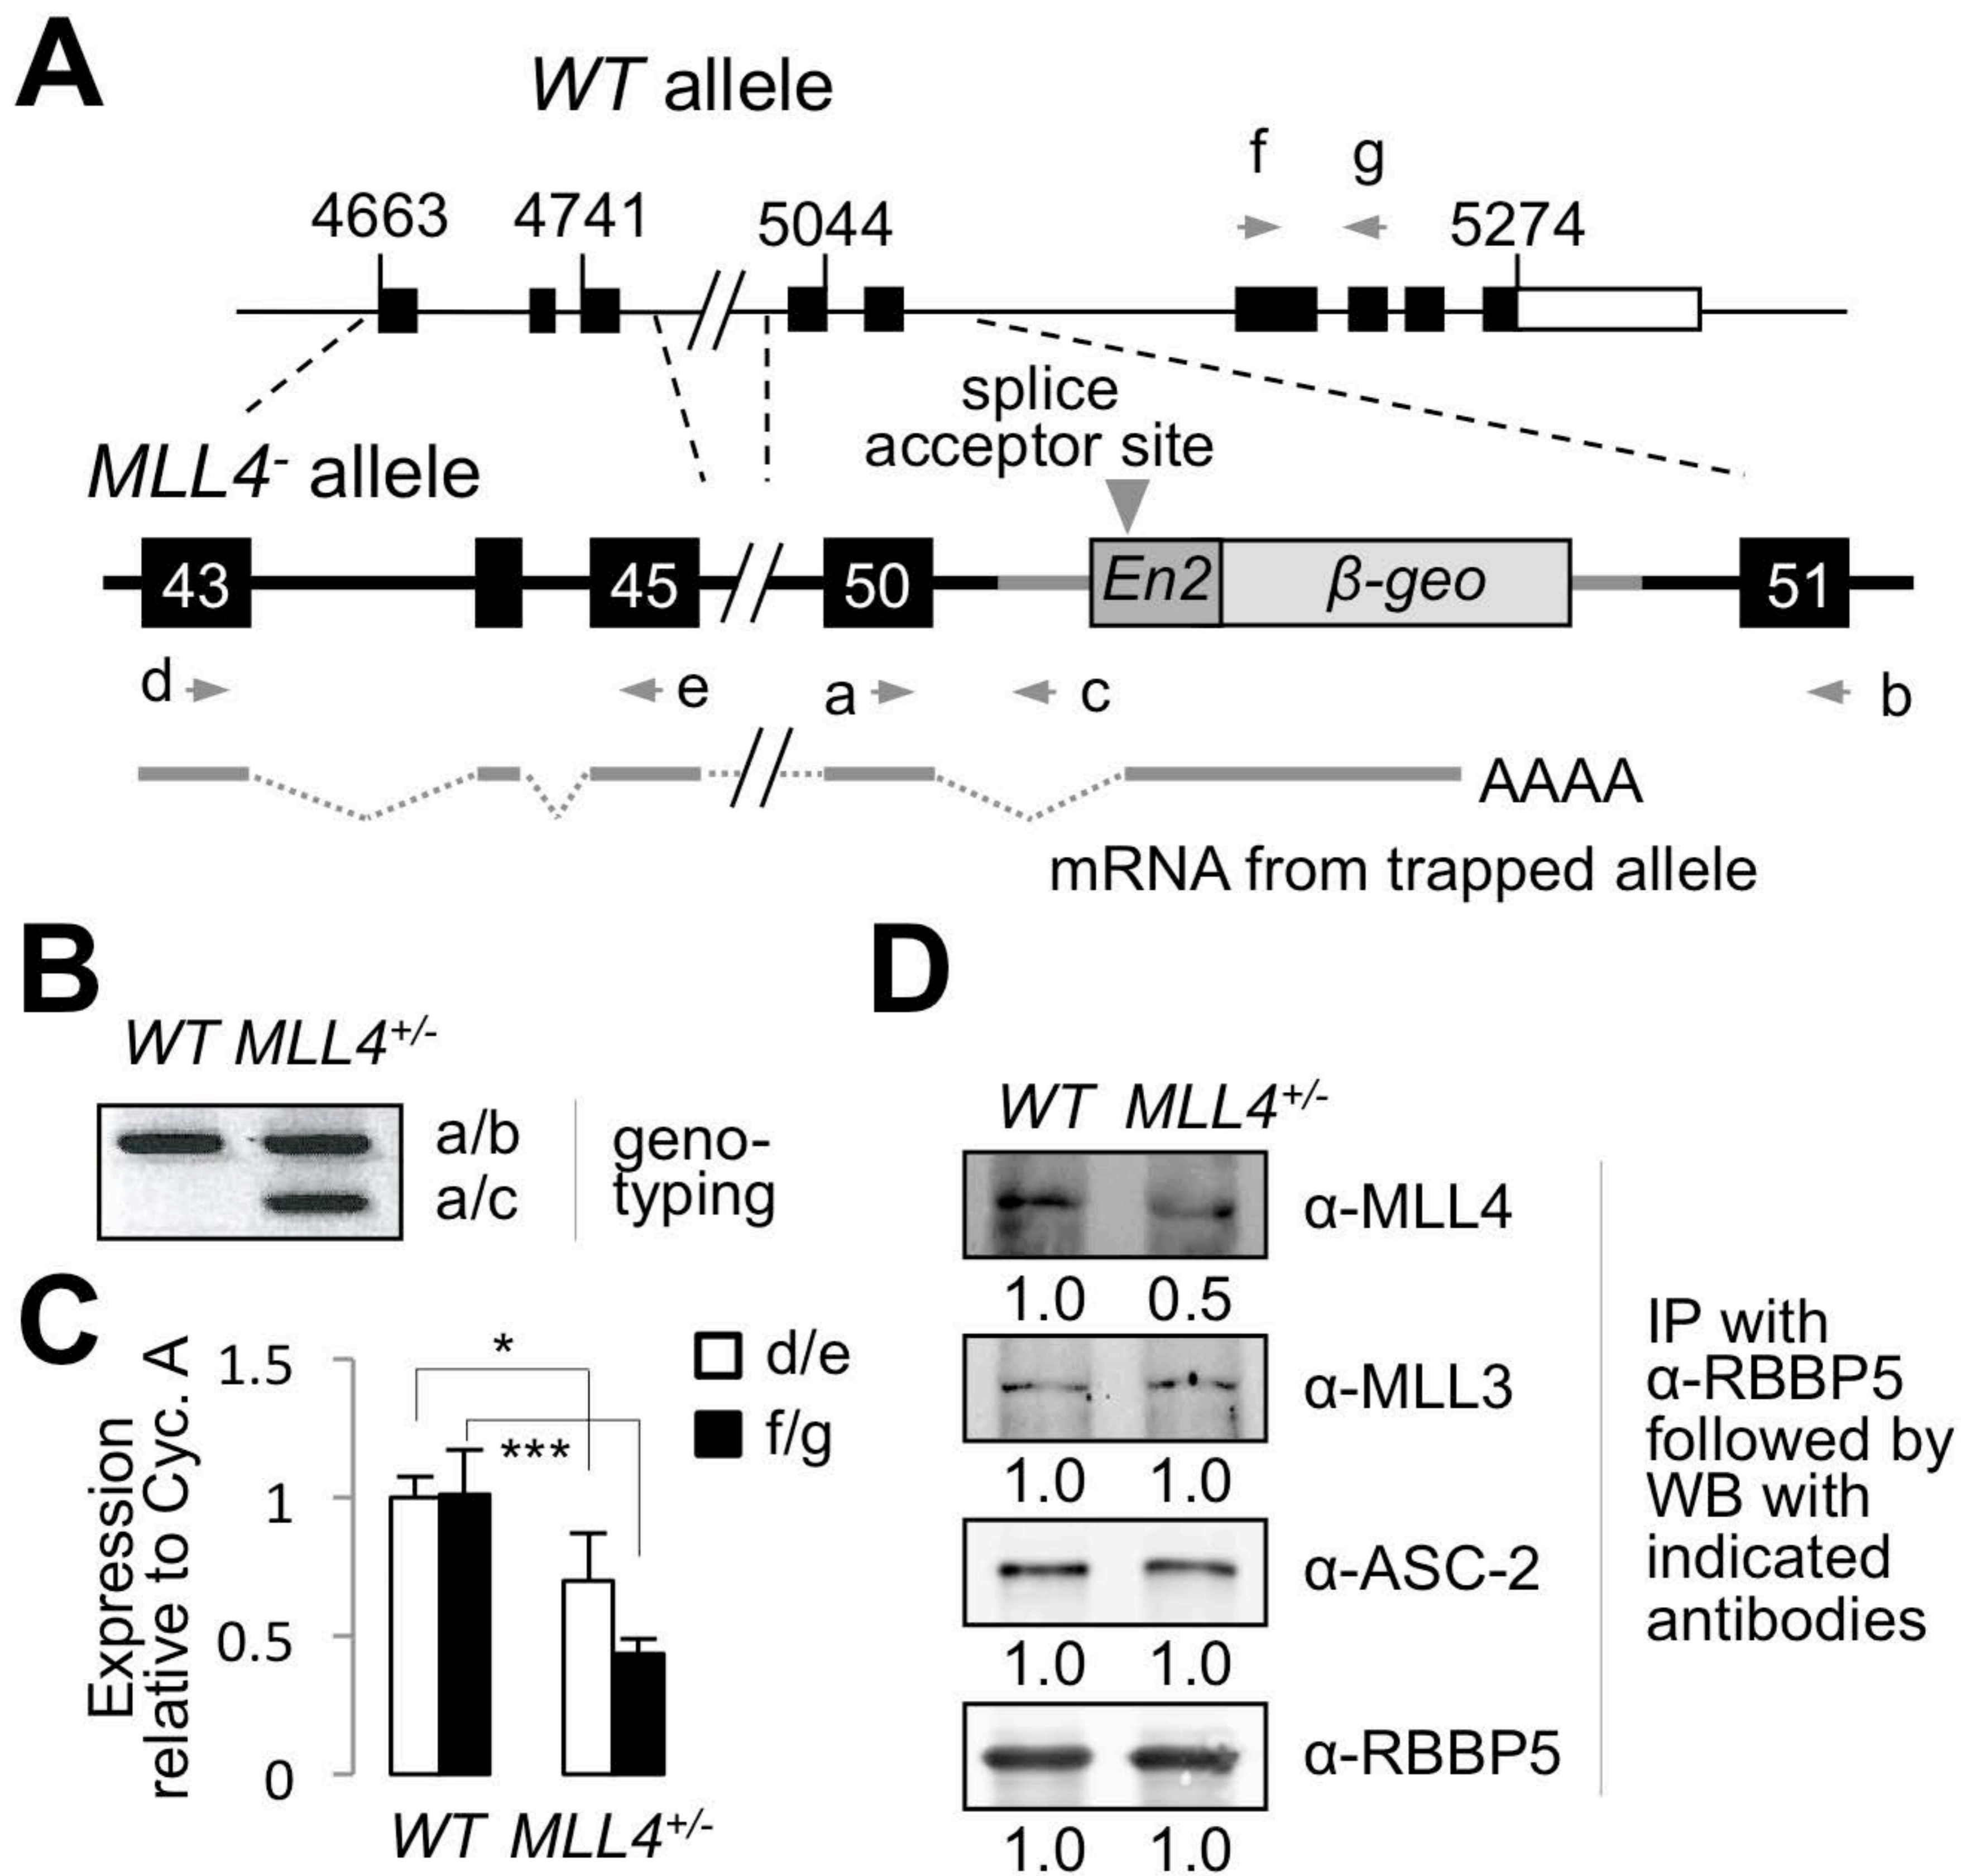 A
WT allele
f g
4663 4741 5044 5274
splice
acceptor site
MLL4- allele
43 45 50 En2 β-geo 51
d e a c b
AAAA
mRNA from trapped allele
B
WT MLL4+/-
a/b
a/c
geno-
typing
C
Expression
relative to Cyc. A
1.5
1
0.5
0
*
***
d/e
f/g
WT MLL4+/-
D
WT MLL4+/-
α-MLL4
1.0 0.5
α-MLL3
1.0 1.0
α-ASC-2
1.0 1.0
α-RBBP5
1.0 1.0
IP with
α-RBBP5
followed by
WB with
indicated
antibodies